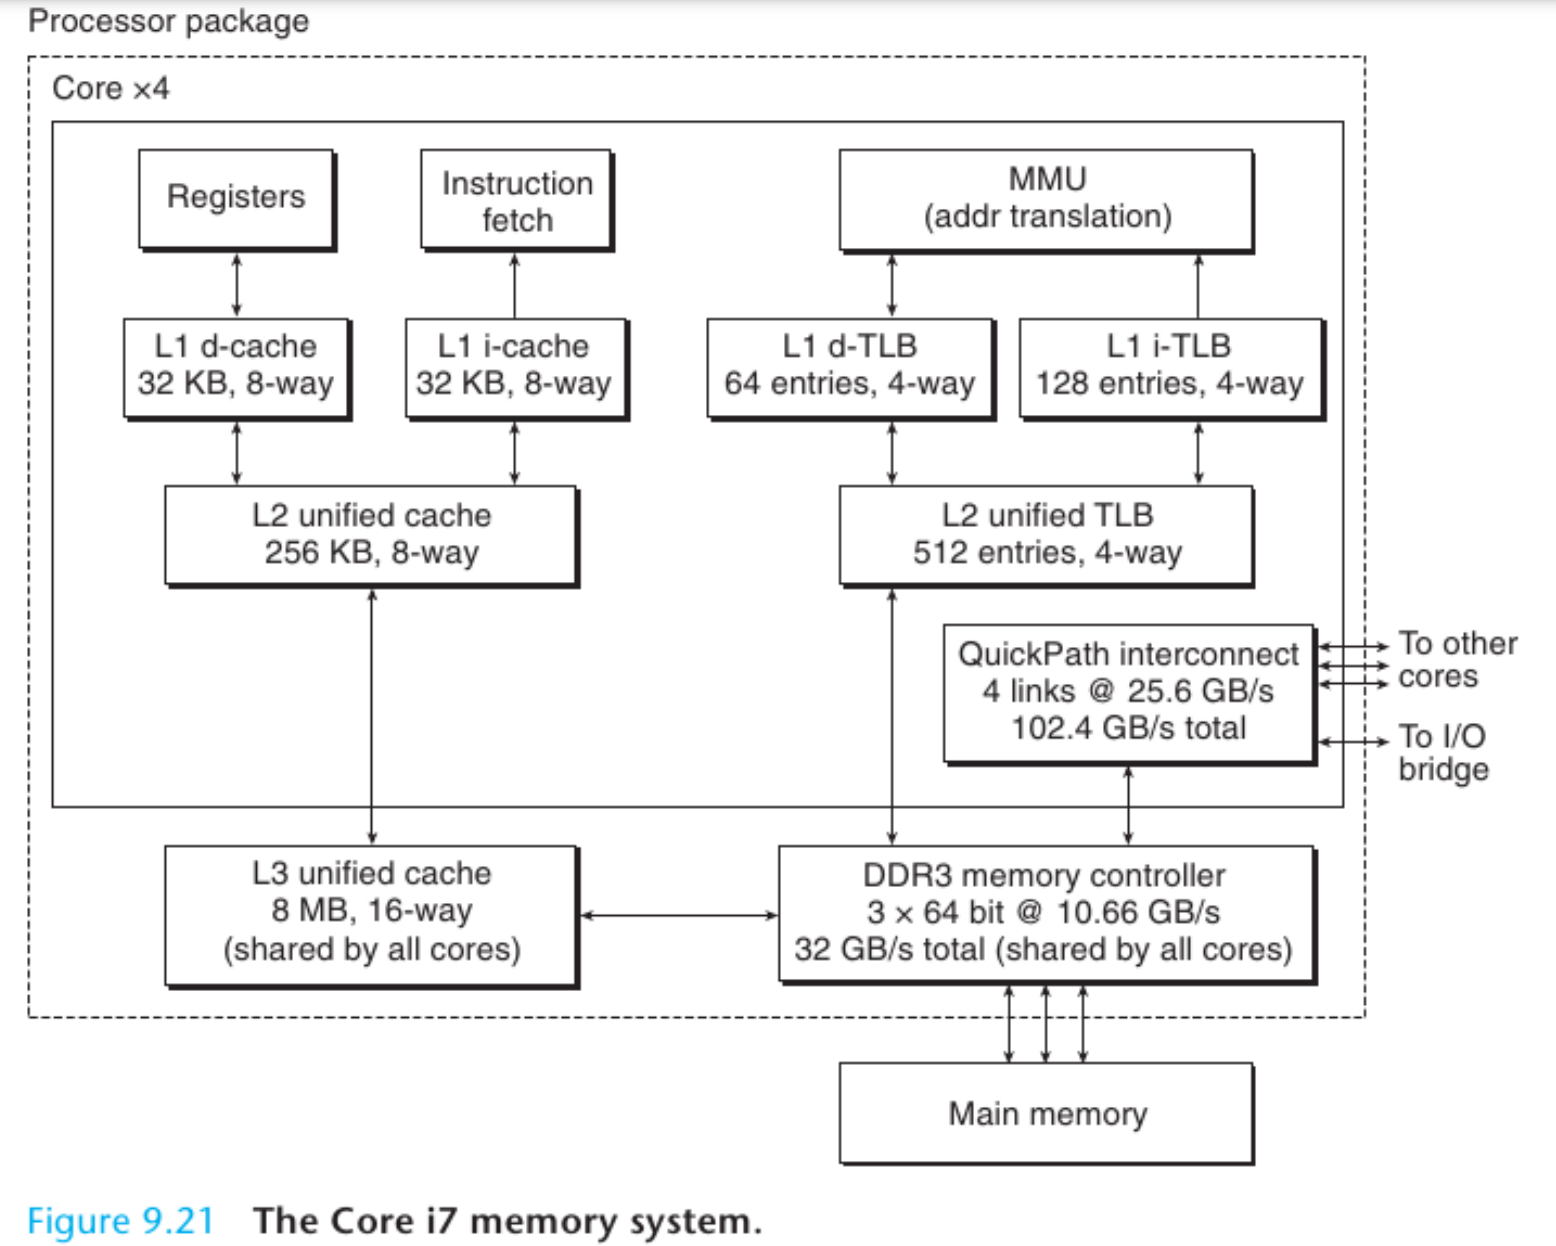 Processor package
Core ×4
Registers
Instruction
fetch
MMU
(addr translation)
L1 d-cache
32 KB, 8-way
L1 i-cache
32 KB, 8-way
L1 d-TLB
64 entries, 4-way
L1 i-TLB
128 entries, 4-way
L2 unified cache
256 KB, 8-way
L2 unified TLB
512 entries, 4-way
QuickPath interconnect
4 links @ 25.6 GB/s
102.4 GB/s total
To other
cores
To I/O
bridge
L3 unified cache
8 MB, 16-way
(shared by all cores)
DDR3 memory controller
3 × 64 bit @ 10.66 GB/s
32 GB/s total (shared by all cores)
Main memory
Figure 9.21 The Core i7 memory system.